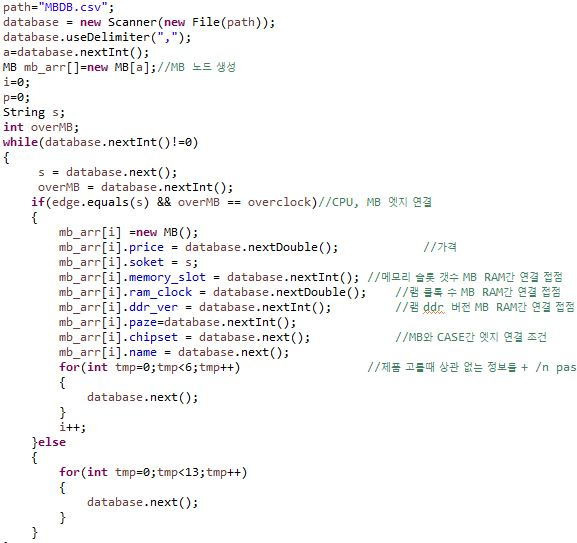 path="MBDB.csv";
database = new Scanner(new File(path));
database.useDelimiter(",");
a=database.nextInt();
MB mb_arr[]=new MB[a];//MB 노드 생성
i=0;
p=0;
String s;
int overMB;
while(database.nextInt()!=0)
{
s = database.next();
overMB = database.nextInt();
if(edge.equals(s) && overMB == overclock)//CPU, MB 엣지 연결
{
mb_arr[i] =new MB();
mb_arr[i].price = database.nextDouble(); //가격
mb_arr[i].soket = s;
mb_arr[i].memory_slot = database.nextInt(); //메모리 슬롯 갯수 MB RAM간 연결 접점
mb_arr[i].ram_clock = database.nextDouble(); //램 클록 수 MB RAM간 연결 접점
mb_arr[i].ddr_ver = database.nextInt(); //램 ddr 버전 MB RAM간 연결 접점
mb_arr[i].paze=database.nextInt();
mb_arr[i].chipset = database.next(); //MB와 CASE간 엣지 연결 조건
mb_arr[i].name = database.next();
for(int tmp=0;tmp<6;tmp++) //제품 고를때 상관 없는 정보들 + /n pas
{
database.next();
}
i++;
}else
{
for(int tmp=0;tmp<13;tmp++)
{
database.next();
}
}